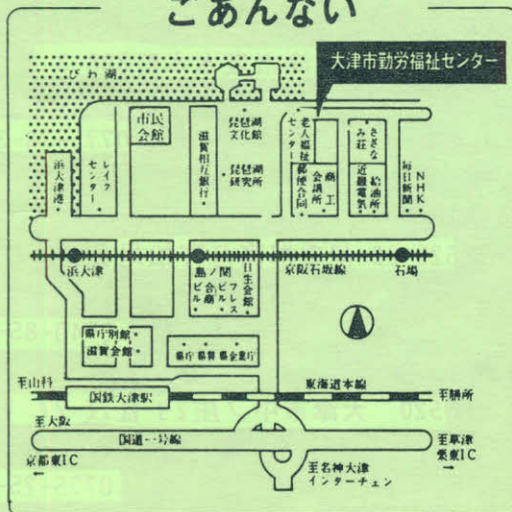 ごあんない
大津市勤労福祉センター
びわ湖
市民
会館
滋賀相互銀行
琵琶湖
文化館
琵琶湖
研究所
老人福祉
センター
郵便合同
商工
会議所
さざな
み荘
近畿電気
給油所
毎日新聞
NHK
浜大津港
レイク
センター
浜大津
島ノ関
合商
ビル
日生会館
京阪石坂線
石場
県庁別館
滋賀会館
県庁
県企業庁
至山科
国鉄大津駅
東海道本線
至膳所
至大阪
国道一号線
至草津
京都東IC
栗東IC
至名神大津
インターチェン